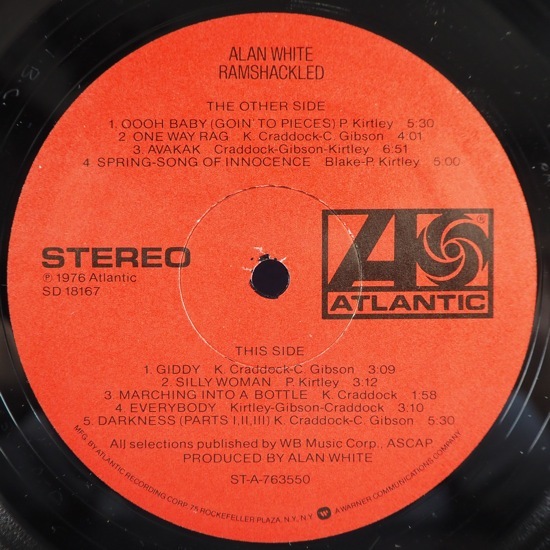 ALAN WHITE
RAMSHACKLED
THE OTHER SIDE
1. OOOH BABY (GOIN' TO PIECES) P. Kirtley 5:30
2. ONE WAY RAG K. Craddock-C. Gibson 4:01
3. AVAKAK Craddock-Gibson-Kirtley 6:51
4 SPRING-SONG OF INNOCENCE Blake-P. Kirtley 5:00
STEREO
℗ 1976 Atlantic
SD 18167
ATLANTIC
®
THIS SIDE
1. GIDDY K. Craddock-C. Gibson 3:09
2. SILLY WOMAN P. Kirtley 3.12
3 MARCHING INTO A BOTTLE K. Craddock 1:58
4 EVERYBODY Kirtley-Gibson-Craddock 3.10
5. DARKNESS (PARTS I,II,III) K. Craddock-C. Gibson 5:30
All selections published by WB Music Corp., ASCAP.
PRODUCED BY ALAN WHITE
ST-A-763550
MFG. BY ATLANTIC RECORDING CORP. 75 ROCKEFELLER PLAZA, N.Y., N.Y. A WARNER COMMUNICATIONS COMPANY